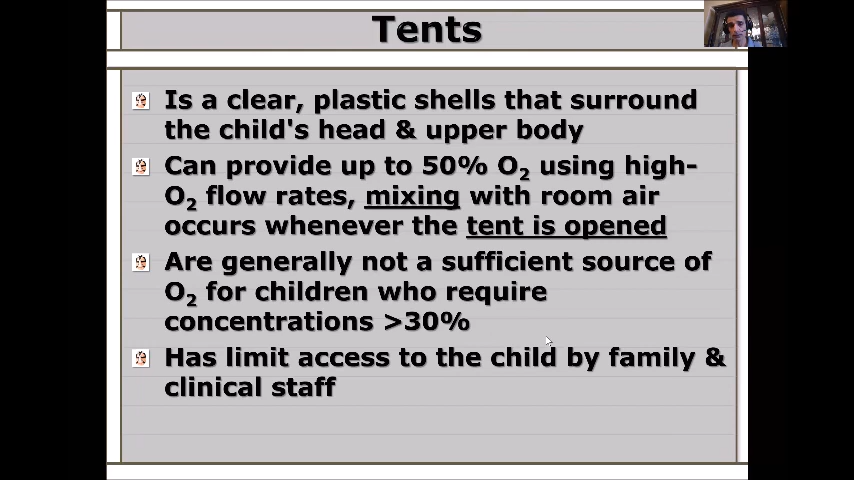 Tents
Is a clear, plastic shells that surround
the child's head & upper body
Can provide up to 50% O₂ using high-
O₂ flow rates, mixing with room air
occurs whenever the tent is opened
Are generally not a sufficient source of
O₂ for children who require
concentrations >30%
Has limit access to the child by family &
clinical staff